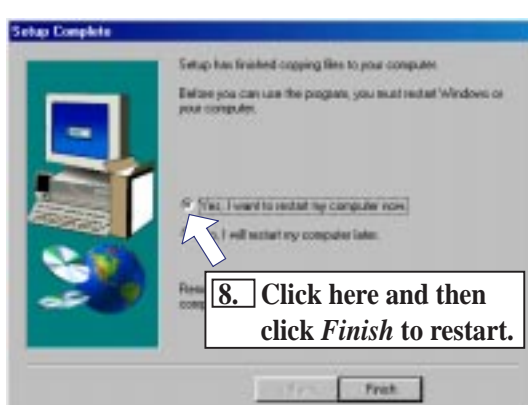 Setup Complete
Setup has finished copying files to your computer.
Before you can use the program, you must restart Windows or
your computer.
Yes, I want to restart my computer now.
I will restart my computer later.
8. Click here and then
click Finish to restart.
Finish